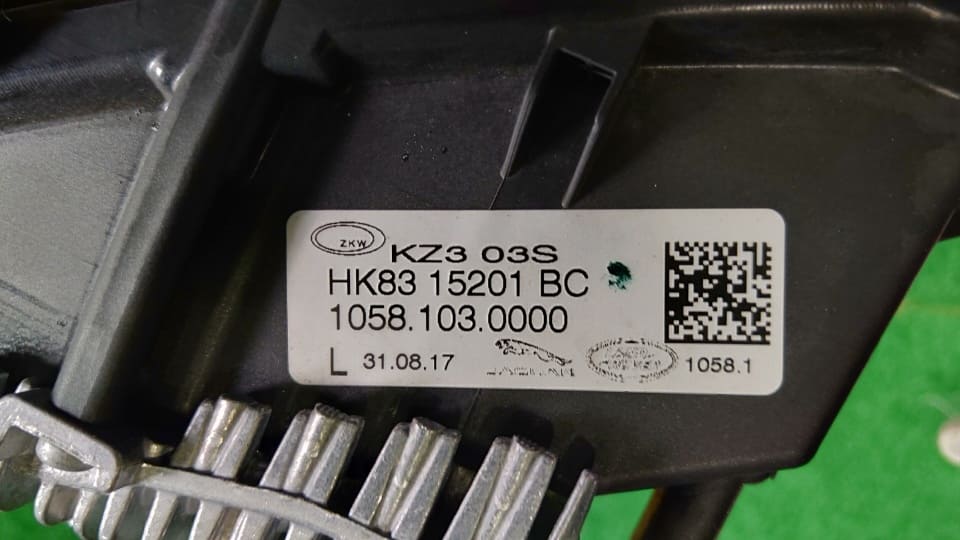 ZKW
KZ3 03S
HK83 15201 BC
1058.103.0000
L 31.08.17 JAGUAR 1058.1